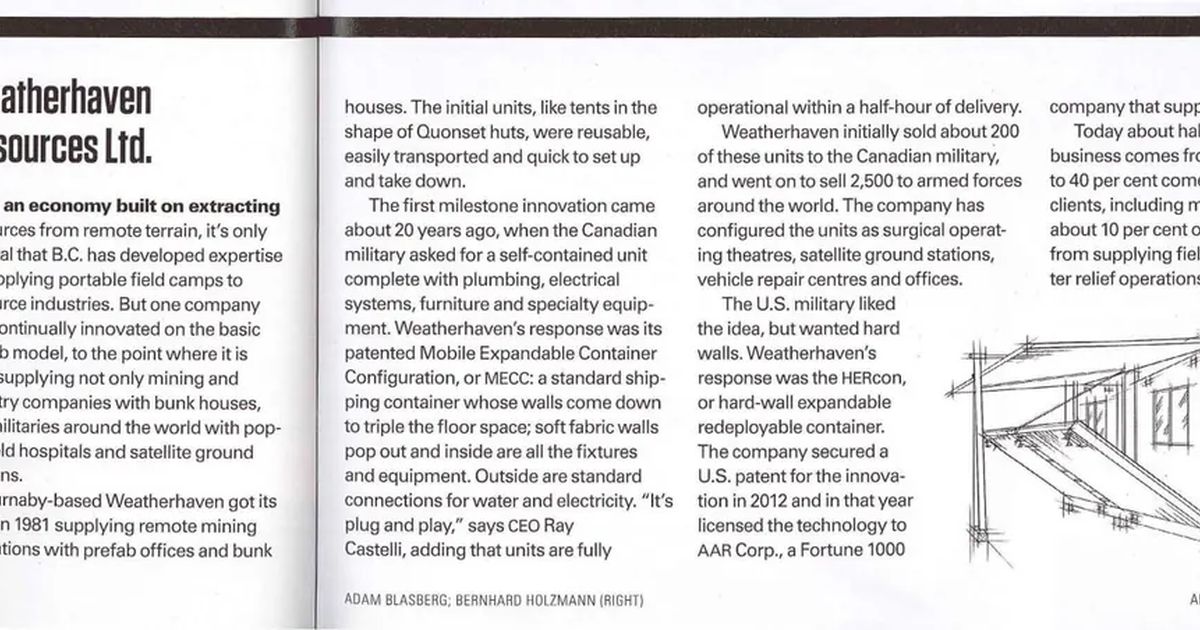 atherhaven
sources Ltd.
an economy built on extracting
urces from remote terrain, it's only
al that B.C. has developed expertise
pplying portable field camps to
urce industries. But one company
ontinually innovated on the basic
b model, to the point where it is
supplying not only mining and
try companies with bunk houses,
ilitaries around the world with pop-
ld hospitals and satellite ground
ns.
urnaby-based Weatherhaven got its
n 1981 supplying remote mining
ations with prefab offices and bunk
houses. The initial units, like tents in the
shape of Quonset huts, were reusable,
easily transported and quick to set up
and take down.
The first milestone innovation came
about 20 years ago, when the Canadian
military asked for a self-contained unit
complete with plumbing, electrical
systems, furniture and specialty equip-
ment. Weatherhaven's response was its
patented Mobile Expandable Container
Configuration, or MECC: a standard ship-
ping container whose walls come down
to triple the floor space; soft fabric walls
pop out and inside are all the fixtures
and equipment. Outside are standard
connections for water and electricity. “It's
plug and play,” says CEO Ray
Castelli, adding that units are fully
operational within a half-hour of delivery.
Weatherhaven initially sold about 200
of these units to the Canadian military,
and went on to sell 2,500 to armed forces
around the world. The company has
configured the units as surgical operat-
ing theatres, satellite ground stations,
vehicle repair centres and offices.
The U.S. military liked
the idea, but wanted hard
walls. Weatherhaven's
response was the HERcon,
or hard-wall expandable
redeployable container.
The company secured a
U.S. patent for the innova-
tion in 2012 and in that year
licensed the technology to
AAR Corp., a Fortune 1000
company that supp
Today about hal
business comes fro
to 40 per cent come
clients, including m
about 10 per cent o
from supplying fiel
ter relief operations
ADAM BLASBERG; BERNHARD HOLZMANN (RIGHT)